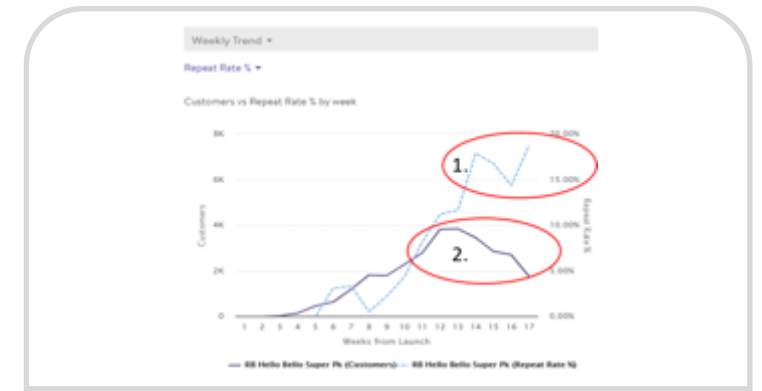 Weekly Trend
Repeat Rate %
Customers vs Repeat Rate % by week
8K
20.00%
1.
6K
15.00%
Customers
4K
10.00%
Repeat Rate %
2.
2K
5.00%
0
0.00%
1 2 3 4 5 6 7 8 9 10 11 12 13 14 15 16 17
Weeks from Launch
RB Hello Bello Super Pk (Customers) RB Hello Bello Super Pk (Repeat Rate %)